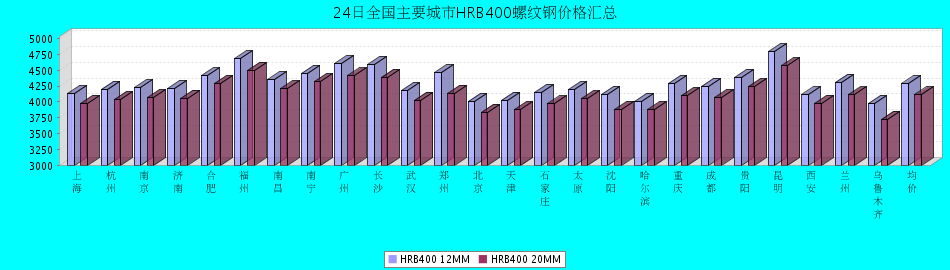 24日全国主要城市HRB400螺纹钢价格汇总
5000
4750
4500
4250
4000
3750
3500
3250
3000
上海
杭州
南京
济南
合肥
福州
南昌
南宁
广州
长沙
武汉
郑州
北京
天津
石家庄
太原
沈阳
哈尔滨
重庆
成都
贵阳
昆明
西安
兰州
乌鲁木齐
均价
HRB400 12MM
HRB400 20MM